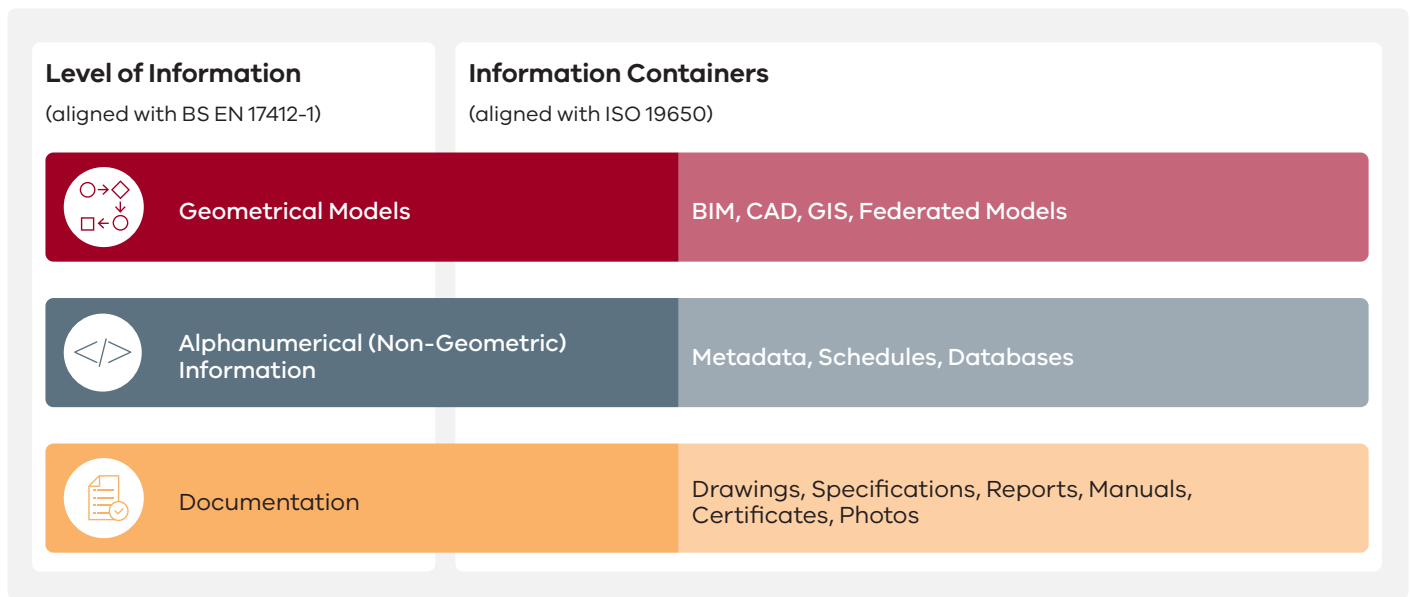 Level of Information
(aligned with BS EN 17412-1)
Information Containers
(aligned with ISO 19650)
Geometrical Models
BIM, CAD, GIS, Federated Models
Alphanumerical (Non-Geometric)
Information
Metadata, Schedules, Databases
Documentation
Drawings, Specifications, Reports, Manuals,
Certificates, Photos